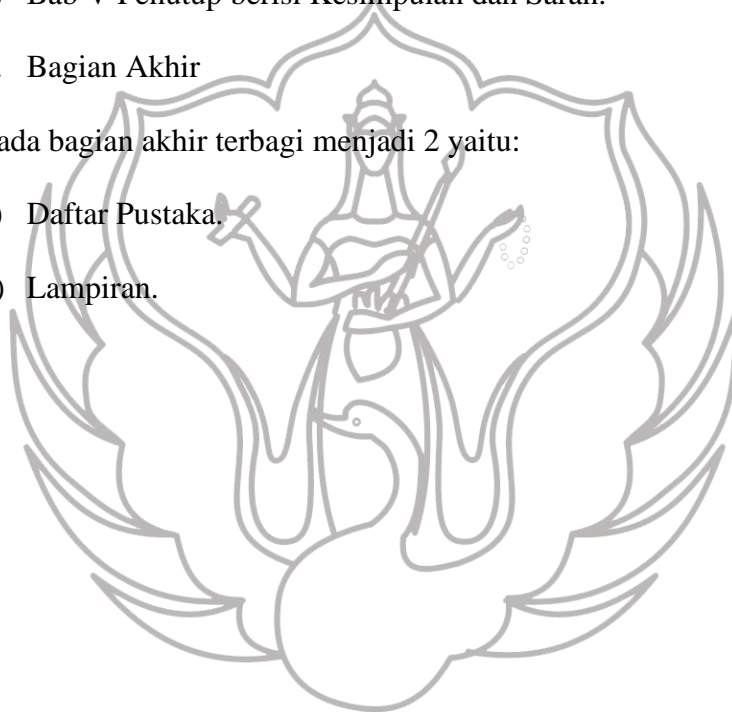 Bab V Penutup berisi Kesimpulan dan Saran.
. Bagian Akhir
ada bagian akhir terbagi menjadi 2 yaitu:
) Daftar Pustaka.
) Lampiran.